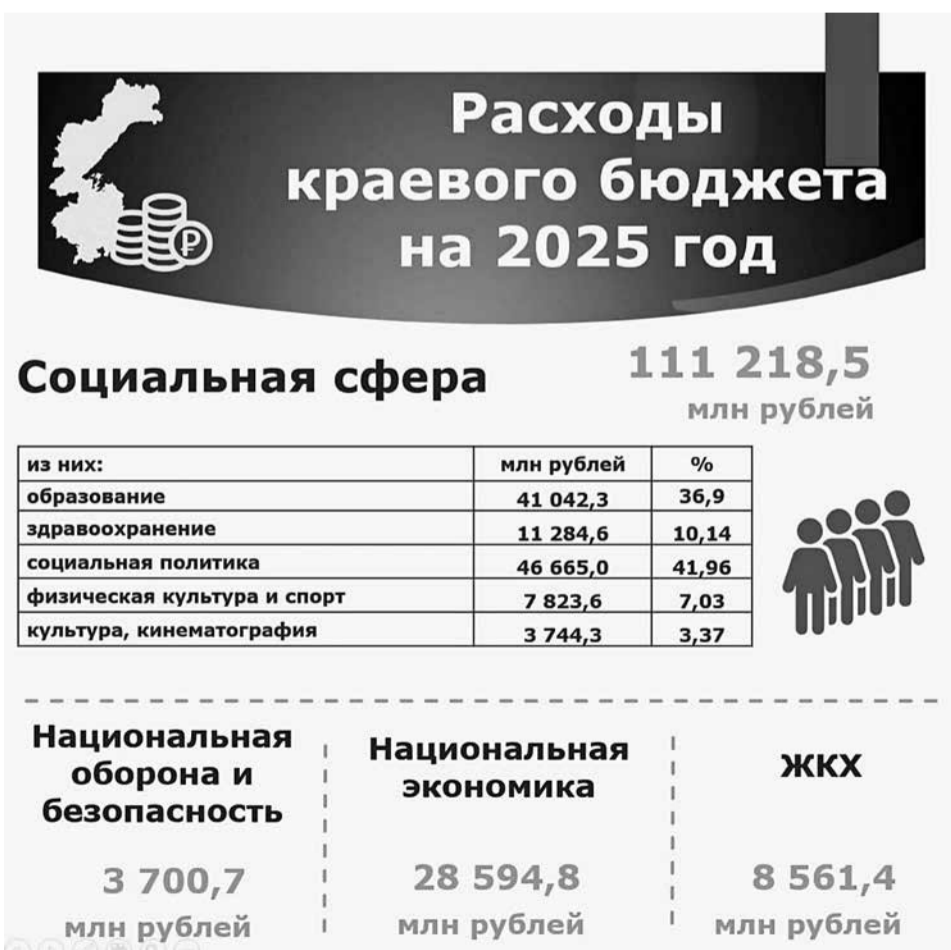 Расходы
краевого бюджета
на 2025 год
Социальная сфера
111 218,5
млн рублей
из них: млн рублей %
образование 41 042,3 36,9
здравоохранение 11 284,6 10,14
социальная политика 46 665,0 41,96
физическая культура и спорт 7 823,6 7,03
культура, кинематография 3 744,3 3,37
Национальная
оборона и
безопасность
3 700,7
млн рублей
Национальная
экономика
28 594,8
млн рублей
ЖКХ
8 561,4
млн рублей